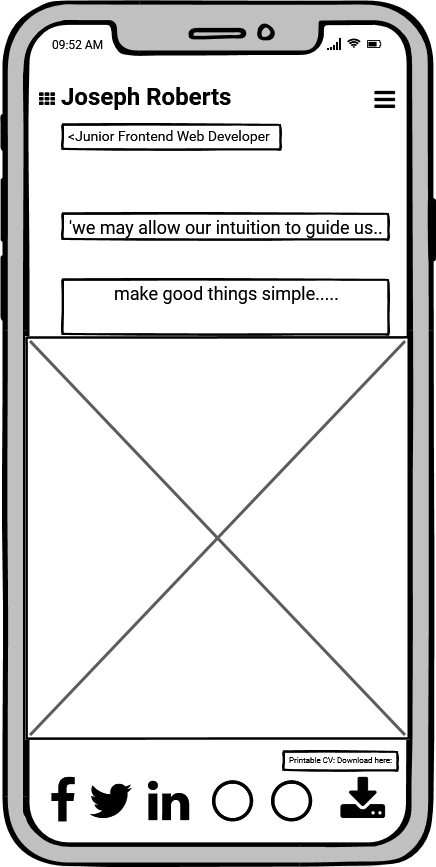 09:52 AM
Joseph Roberts
<Junior Frontend Web Developer
'we may allow our intuition to guide us..
make good things simple.....
Printable CV: Download here: